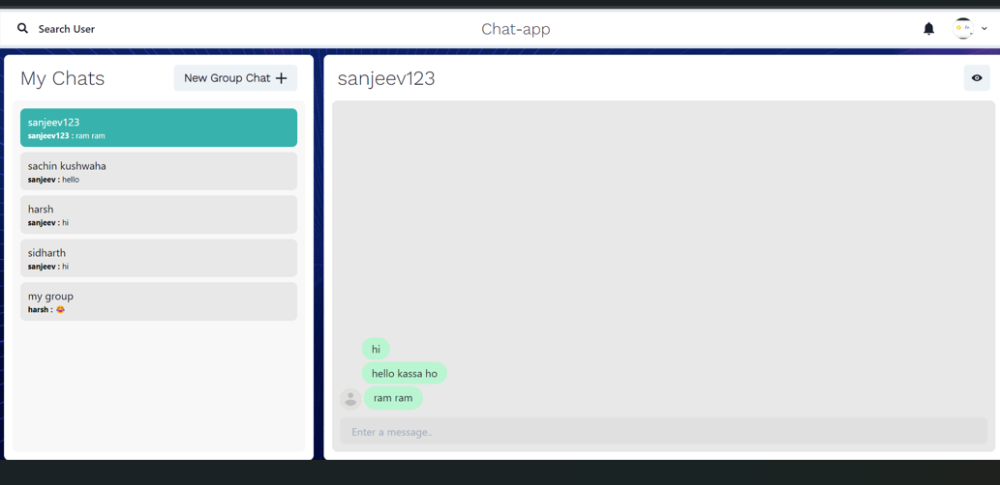 Search User
Chat-app
My Chats
New Group Chat
sanjeev123
sanjeev123 : ram ram
sachin kushwaha
sanjeev : hello
harsh
sanjeev : hi
sidharth
sanjeev : hi
my group
harsh :
sanjeev123
hi
hello kassa ho
ram ram
Enter a message..